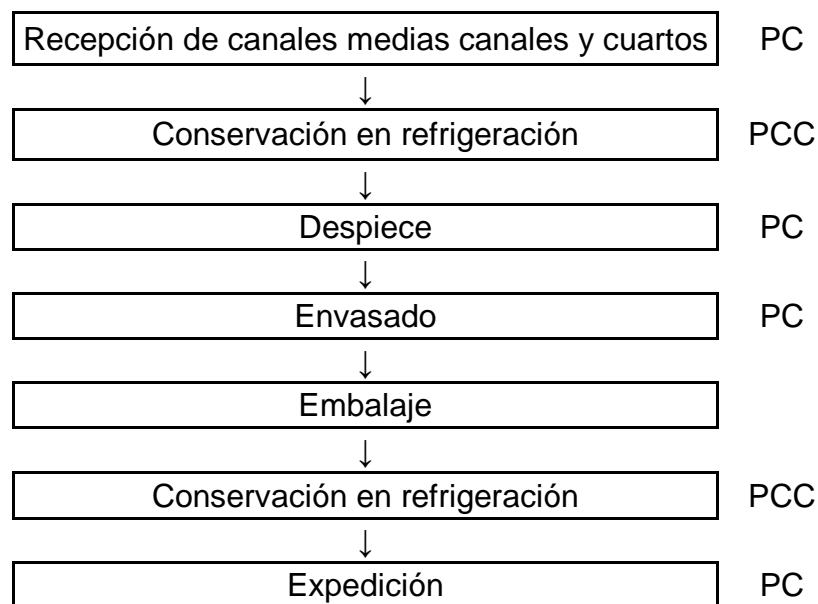 Recepción de canales medias canales y cuartos PC
↓
Conservación en refrigeración PCC
↓
Despiece PC
↓
Envasado PC
↓
Embalaje
↓
Conservación en refrigeración PCC
↓
Expedición PC